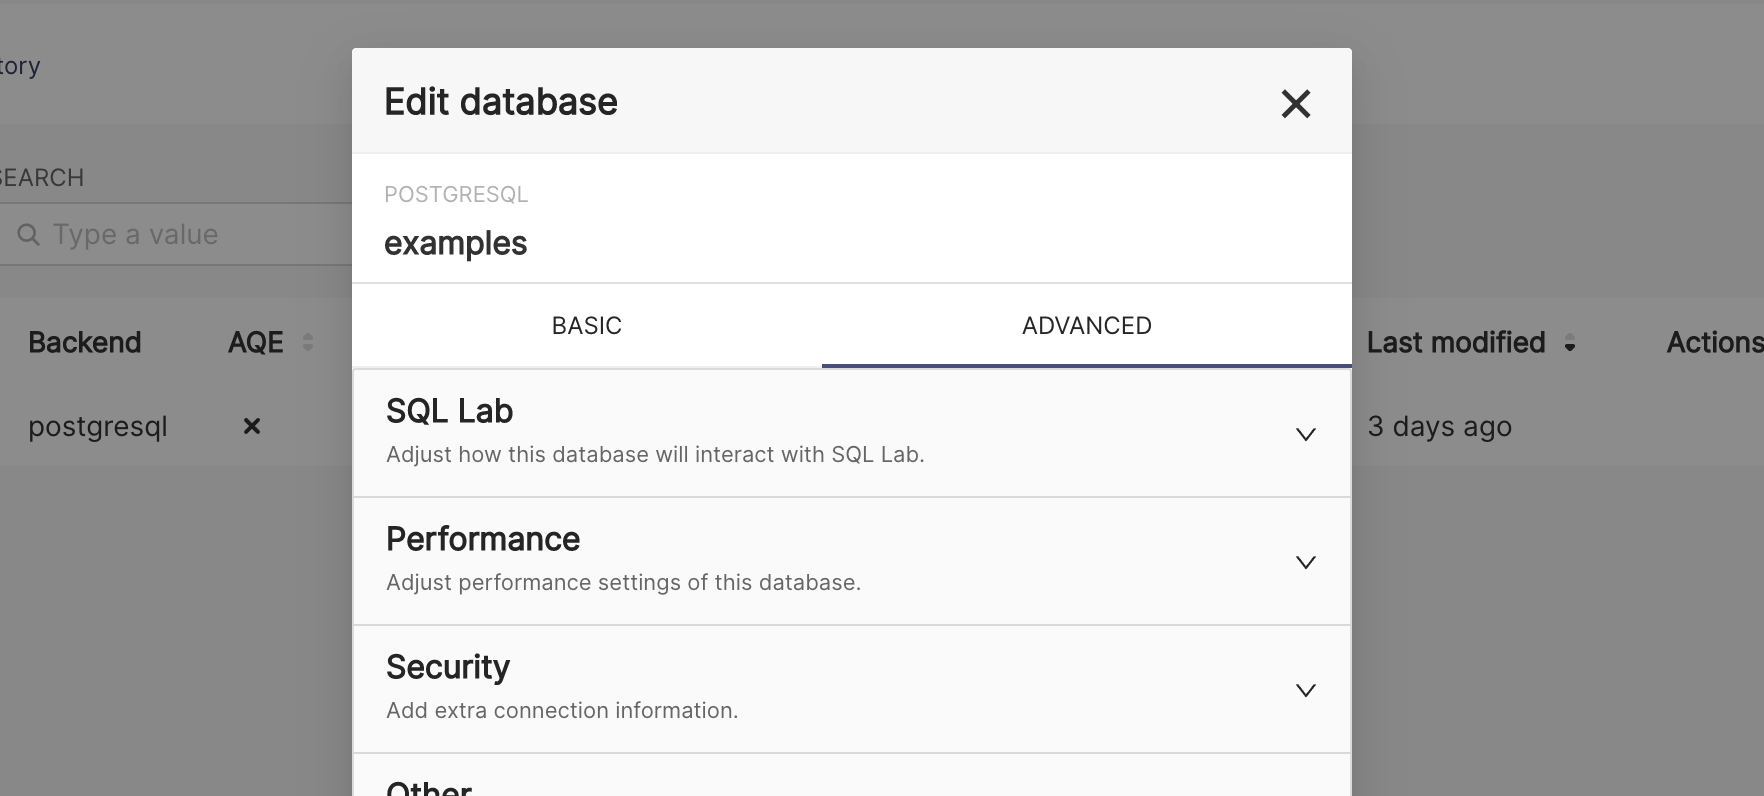 tory
Edit database
SEARCH
Type a value
POSTGRESQL
examples
BASIC
ADVANCED
Backend
AQE
Last modified
Actions
postgresql
3 days ago
SQL Lab
Adjust how this database will interact with SQL Lab.
Performance
Adjust performance settings of this database.
Security
Add extra connection information.
Other